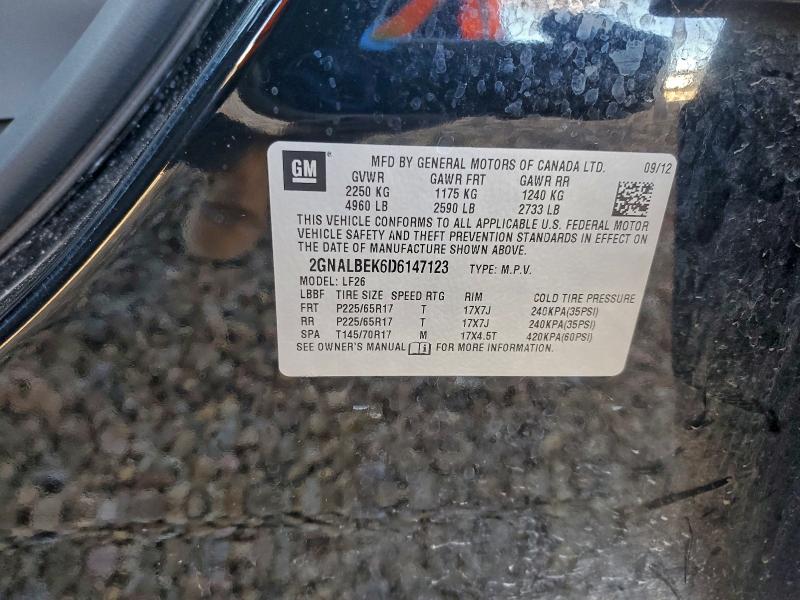 GM ® MFD BY GENERAL MOTORS OF CANADA LTD. 09/12
GVWR GAWR FRT GAWR RR
2250 KG 1175 KG 1240 KG
4960 LB 2590 LB 2733 LB
THIS VEHICLE CONFORMS TO ALL APPLICABLE U.S. FEDERAL MOTOR
VEHICLE SAFETY AND THEFT PREVENTION STANDARDS IN EFFECT ON
THE DATE OF MANUFACTURE SHOWN ABOVE.
2GNALBEK6D6147123 TYPE: M.P.V.
MODEL: LF26
LBBF TIRE SIZE SPEED RTG RIM COLD TIRE PRESSURE
FRT P225/65R17 T 17X7J 240KPA(35PSI)
RR P225/65R17 T 17X7J 240KPA(35PSI)
SPA T145/70R17 M 17X4.5T 420KPA(60PSI)
SEE OWNER'S MANUAL i FOR MORE INFORMATION.